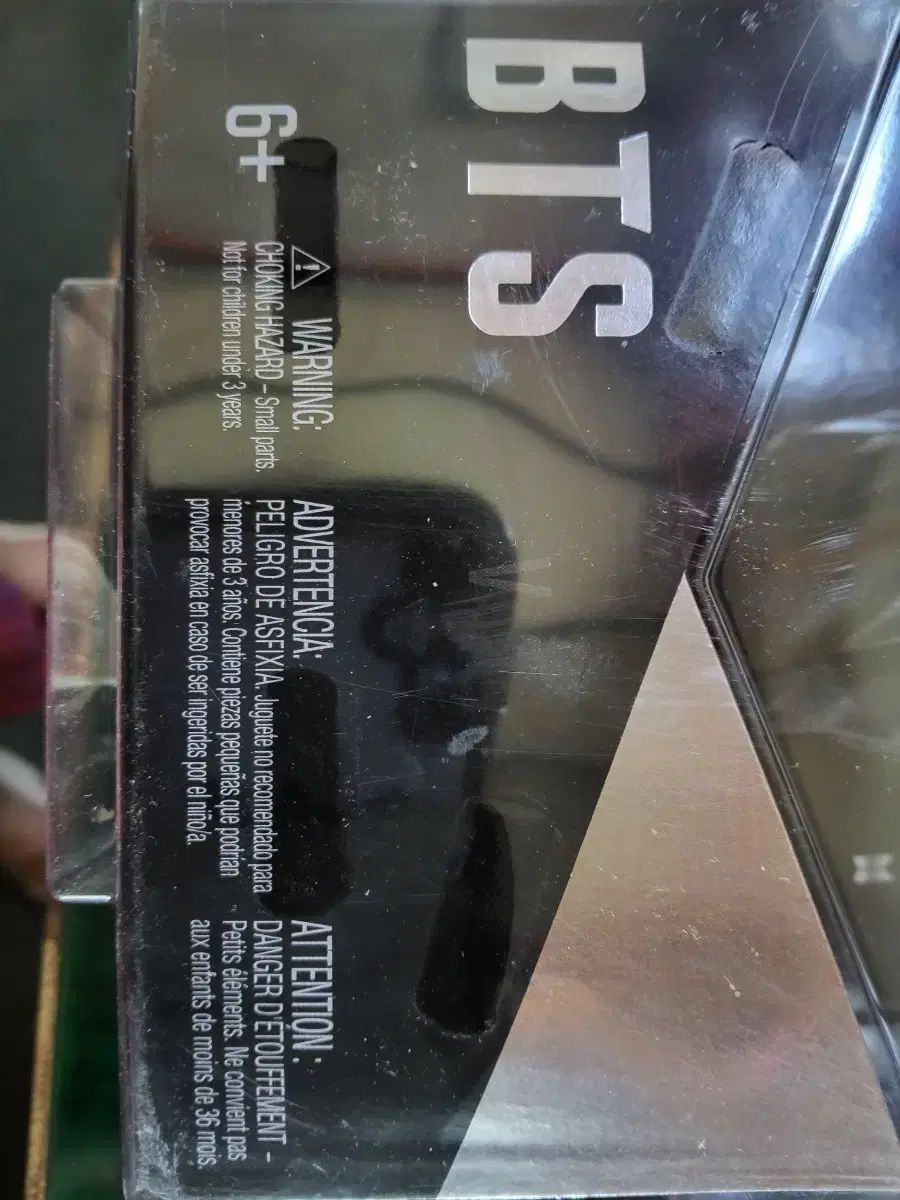 BTS
6+
⚠ WARNING:
CHOKING HAZARD – Small parts.
Not for children under 3 years.
ADVERTENCIA:
PELIGRO DE ASFIXIA. Juguete no recomendado para
menores de 3 años. Contiene piezas pequeñas que podrían
provocar asfixia en caso de ser ingeridas por el niño/a.
ATTENTION :
DANGER D'ÉTOUFFEMENT –
Petits éléments. Ne convient pas
aux enfants de moins de 36 mois.